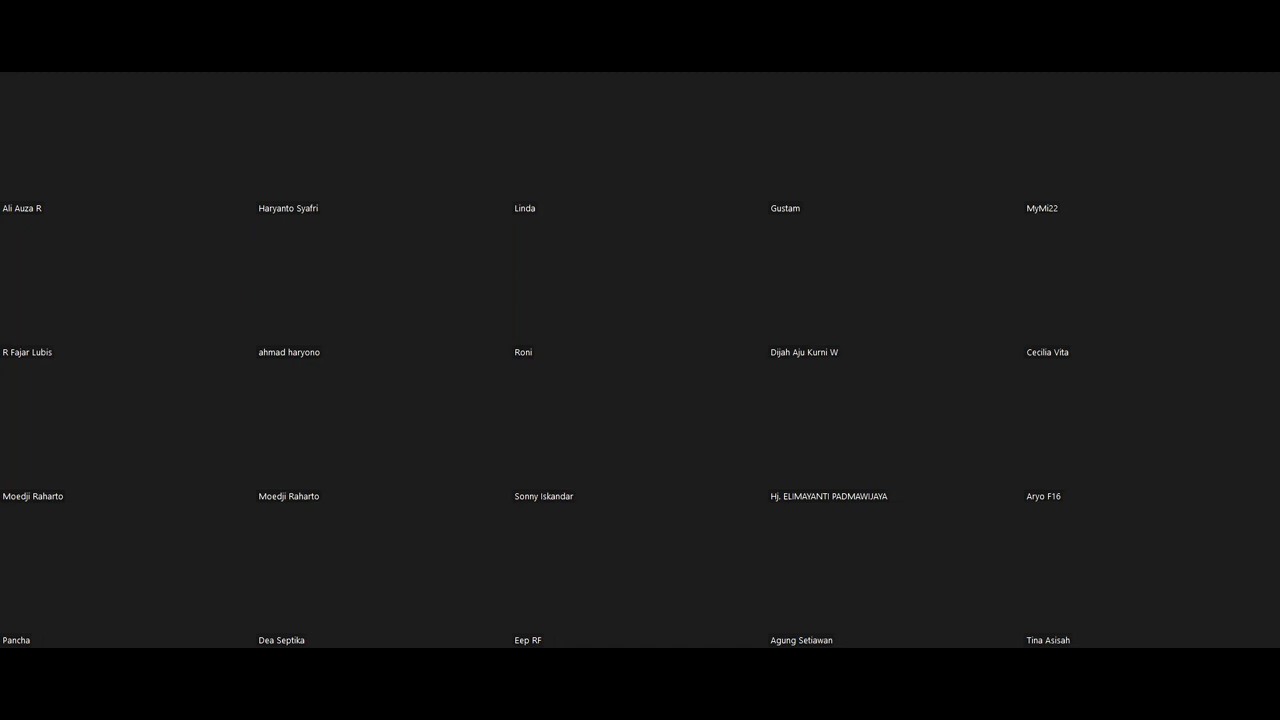 Ali Auza R
Haryanto Syafri
Linda
Gustam
MyMi22
R Fajar Lubis
ahmad haryono
Roni
Dijah Aju Kurni W
Cecilia Vita
Moedji Raharto
Moedji Raharto
Sonny Iskandar
Hj. ELIMAYANTI PADMAWIJAYA
Aryo F16
Pancha
Dea Septika
Eep RF
Agung Setiawan
Tina Asisah